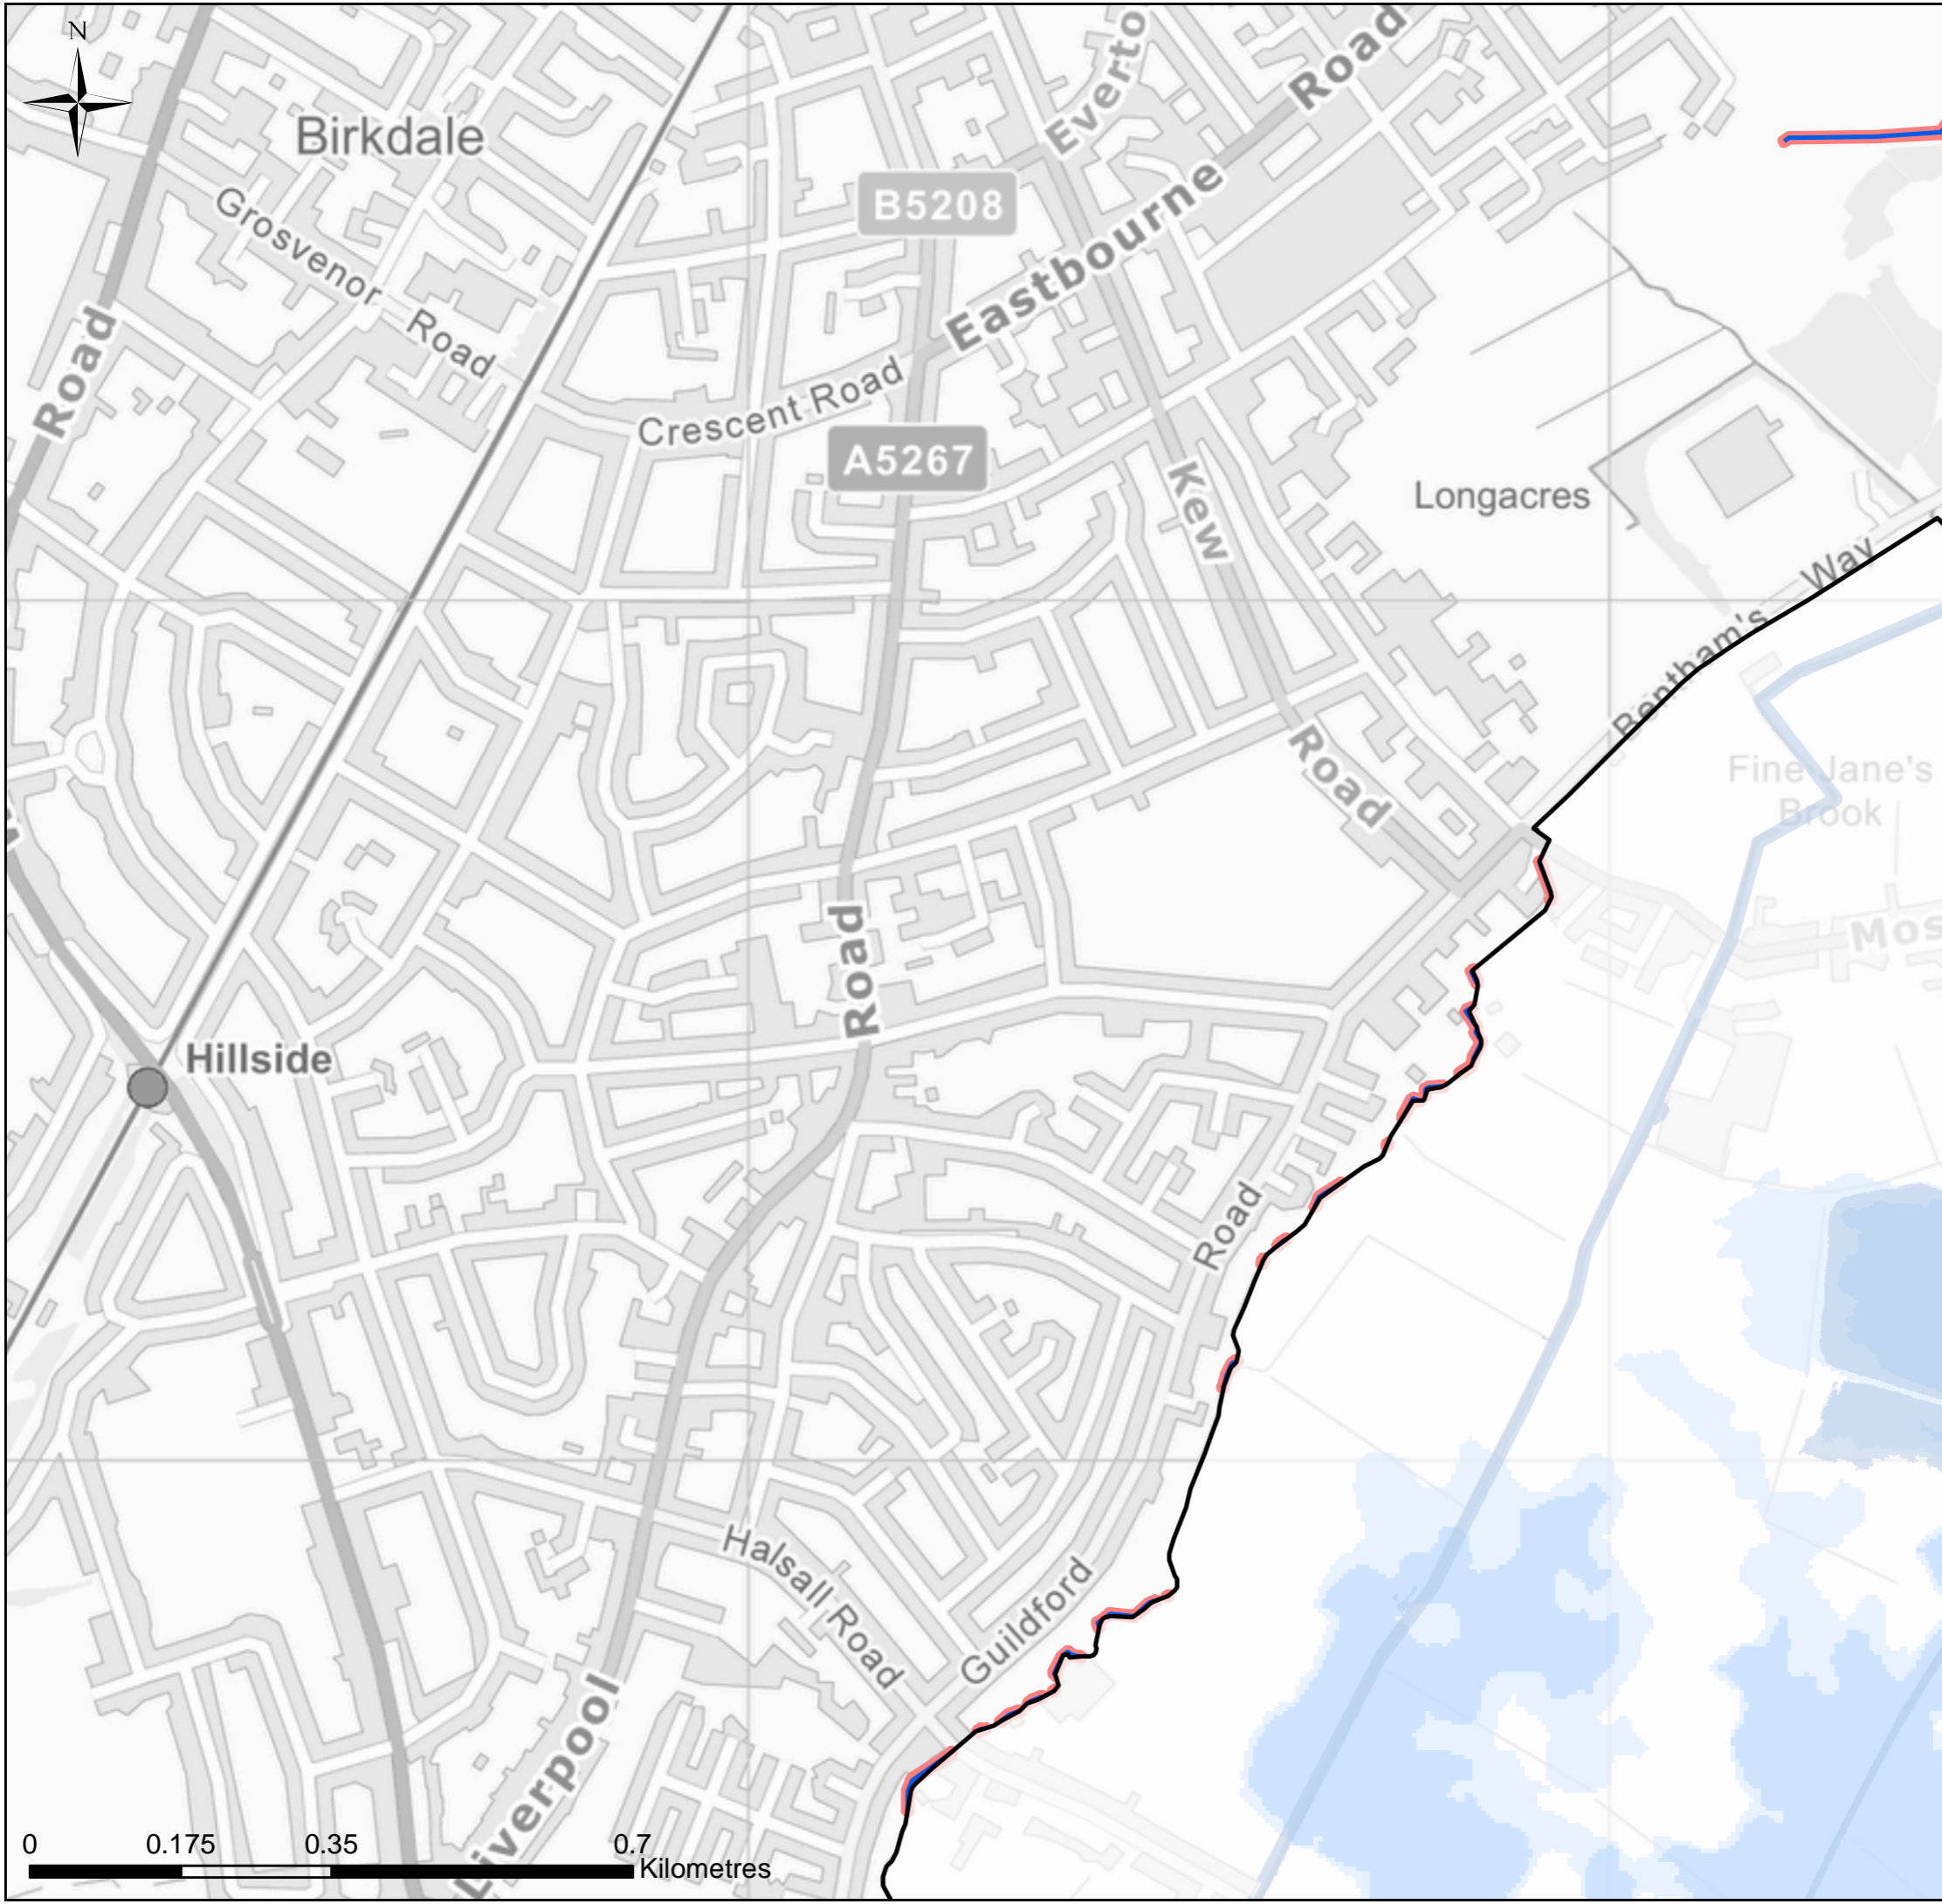 N
Birkdale
Everto
Road
Grosvenor Road
B5208
Eastbourne
Road
Crescent Road
A5267
Kew
Longacres
Way
Bentham's
Road
Fine Jane's
Brook
Mos
Road
Hillside
Road
Halsall Road
Guildford
Liverpool
0 0.175 0.35 0.7
Kilometres